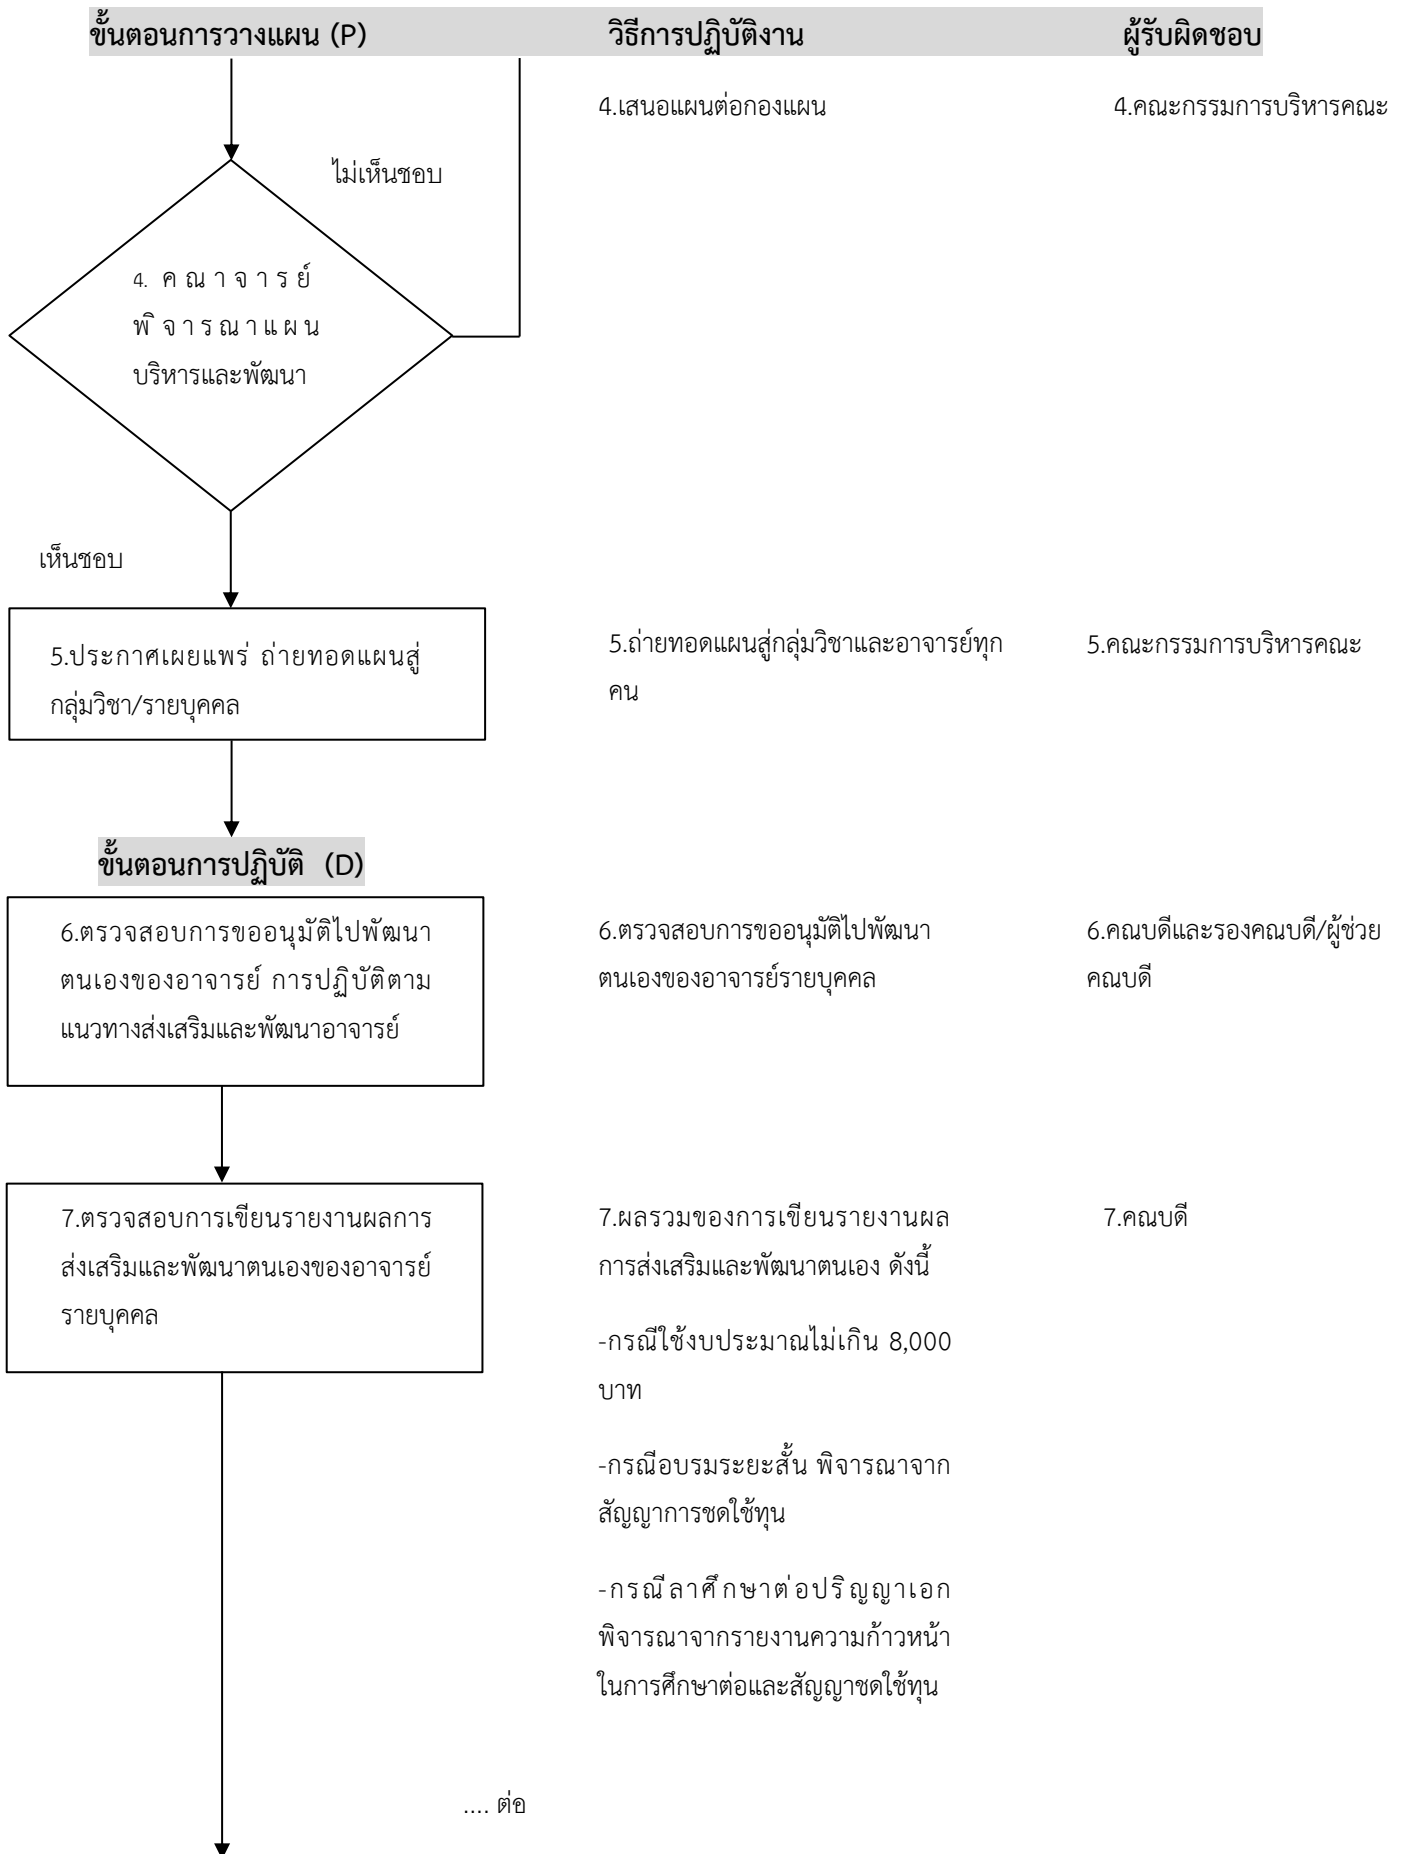 ขั้นตอนการวางแผน (P) วิธีการปฏิบัติงาน ผู้รับผิดชอบ
4.เสนอแผนต่อกองแผน 4.คณะกรรมการบริหารคณะ
ไม่เห็นชอบ
4. คณาจารย์
พิจารณาแผน
บริหารและพัฒนา
เห็นชอบ
5.ประกาศเผยแพร่ ถ่ายทอดแผนสู่
กลุ่มวิชา/รายบุคคล
5.ถ่ายทอดแผนสู่กลุ่มวิชาและอาจารย์ทุก
คน
5.คณะกรรมการบริหารคณะ
ขั้นตอนการปฏิบัติ (D)
6.ตรวจสอบการขออนุมัติไปพัฒนา
ตนเองของอาจารย์ การปฏิบัติตาม
แนวทางส่งเสริมและพัฒนาอาจารย์
6.ตรวจสอบการขออนุมัติไปพัฒนา
ตนเองของอาจารย์รายบุคคล
6.คณบดีและรองคณบดี/ผู้ช่วย
คณบดี
7.ตรวจสอบการเขียนรายงานผลการ
ส่งเสริมและพัฒนาตนเองของอาจารย์
รายบุคคล
7.ผลรวมของการเขียนรายงานผล
การส่งเสริมและพัฒนาตนเอง ดังนี้
-กรณีใช้งบประมาณไม่เกิน 8,000
บาท
-กรณีอบรมระยะสั้น พิจารณาจาก
สัญญาการชดใช้ทุน
-กรณีลาศึกษาต่อปริญญาเอก
พิจารณาจากรายงานความก้าวหน้า
ในการศึกษาต่อและสัญญาชดใช้ทุน
7.คณบดี
.... ต่อ